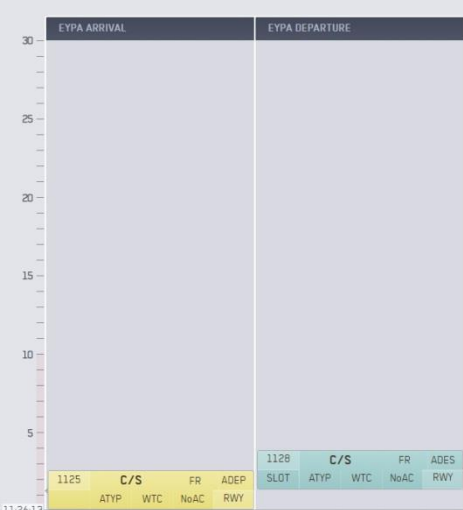 EYPA ARRIVAL EYPA DEPARTURE
30
25
20
15
10
5
1128 C/S FR ADES
SLOT ATYP WTC NoAC RWY
1125 C/S FR ADEP
ATYP WTC NoAC RWY